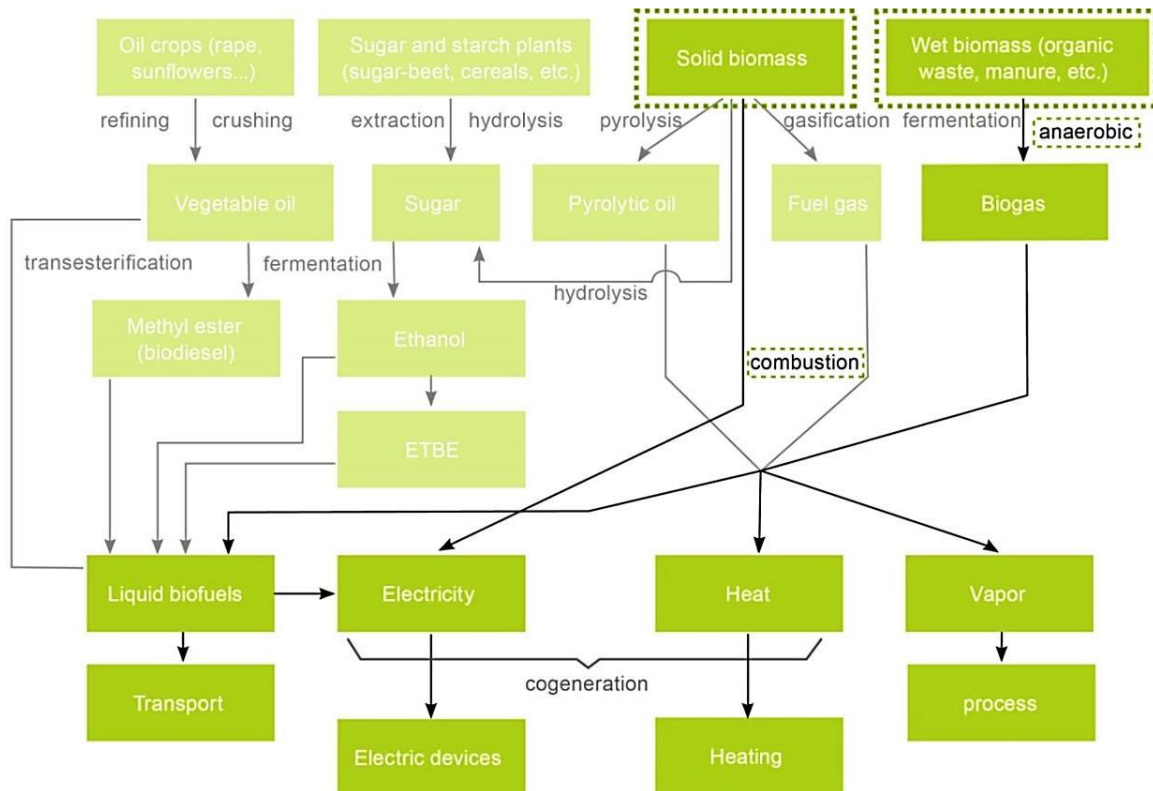 Oil crops (rape,
sunflowers...)
Sugar and starch plants
(sugar-beet, cereals, etc.)
Solid biomass
Wet biomass (organic
waste, manure, etc.)
refining
crushing
extraction
hydrolysis
pyrolysis
gasification
fermentation
anaerobic
Vegetable oil
Sugar
Pyrolytic oil
Fuel gas
Biogas
transesterification
fermentation
hydrolysis
Methyl ester
(biodiesel)
Ethanol
combustion
ETBE
Liquid biofuels
Electricity
Heat
Vapor
cogeneration
Transport
process
Electric devices
Heating